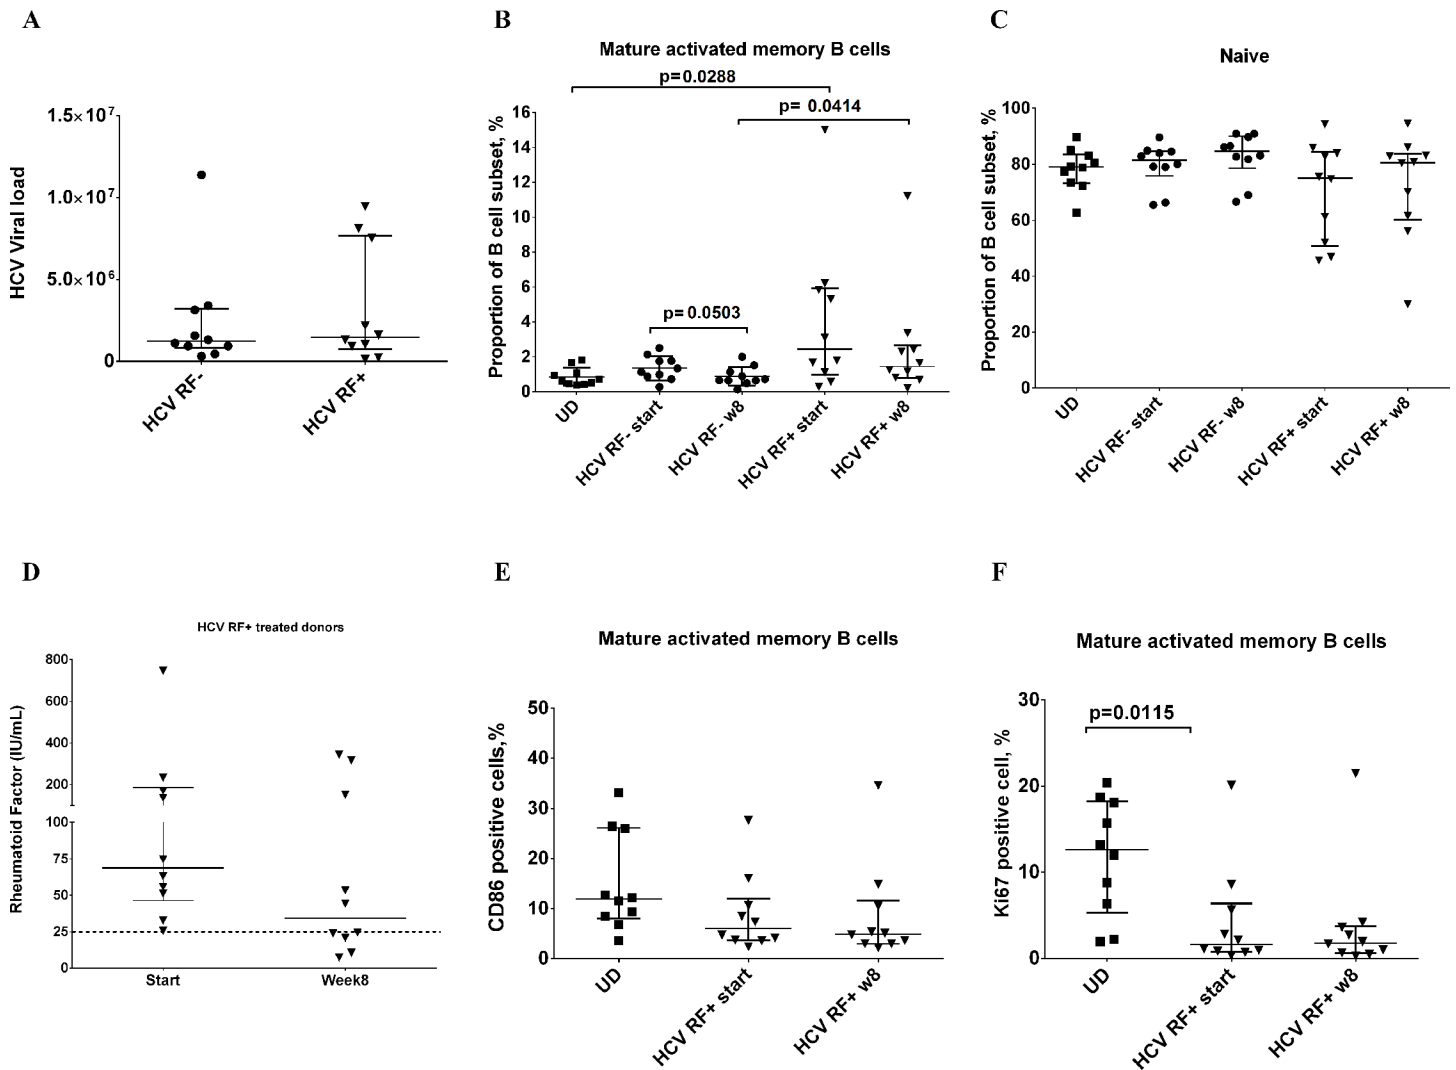 A
HCV Viral load
1.5×10⁷
1.0×10⁷
5.0×10⁶
0
HCV RF-
HCV RF+
B
Mature activated memory B cells
p=0.0288
p= 0.0414
p= 0.0503
Proportion of B cell subset, %
16
14
12
10
8
6
4
2
0
UD
HCV RF- start
HCV RF- w8
HCV RF+ start
HCV RF+ w8
C
Naive
Proportion of B cell subset, %
100
80
60
40
20
0
UD
HCV RF- start
HCV RF- w8
HCV RF+ start
HCV RF+ w8
D
HCV RF+ treated donors
Rheumatoid Factor (IU/mL)
800
600
400
200
100
75
50
25
0
Start
Week8
E
Mature activated memory B cells
CD86 positive cells,%
50
40
30
20
10
0
UD
HCV RF+ start
HCV RF+ w8
F
Mature activated memory B cells
p=0.0115
Ki67 positive cell, %
30
20
10
0
UD
HCV RF+ start
HCV RF+ w8